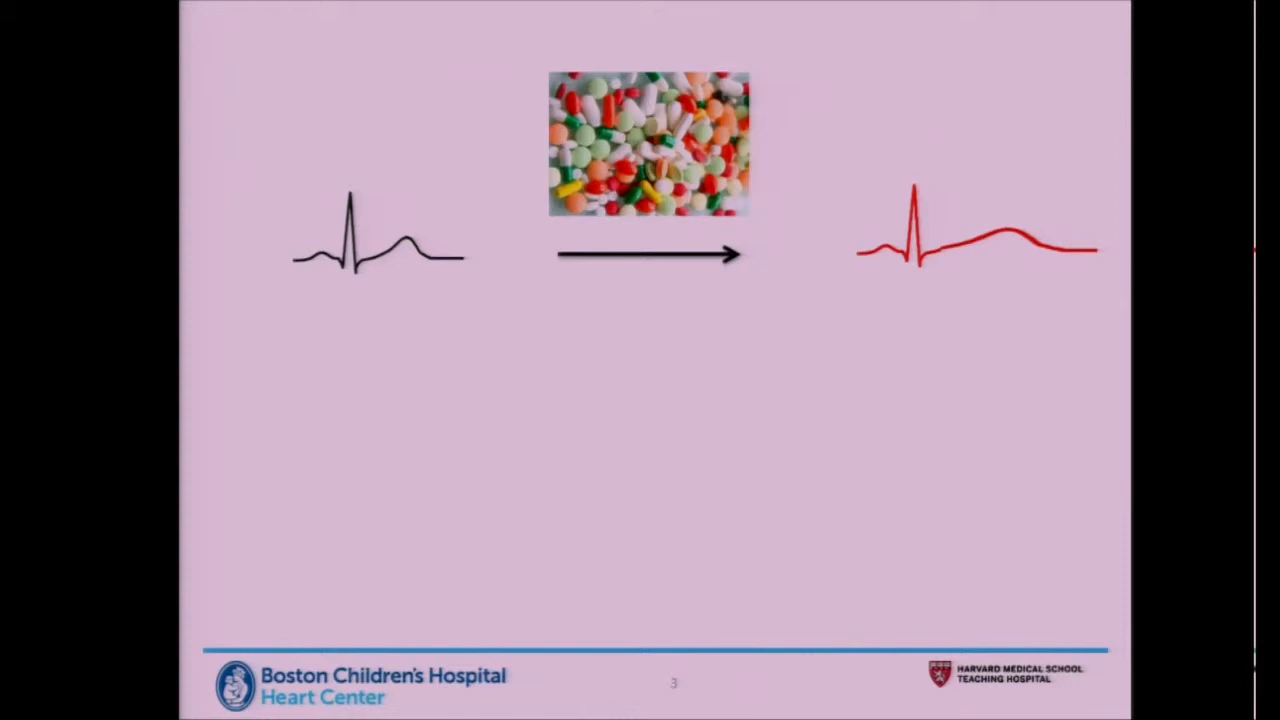 Boston Children's Hospital
Heart Center
3
HARVARD MEDICAL SCHOOL
TEACHING HOSPITAL